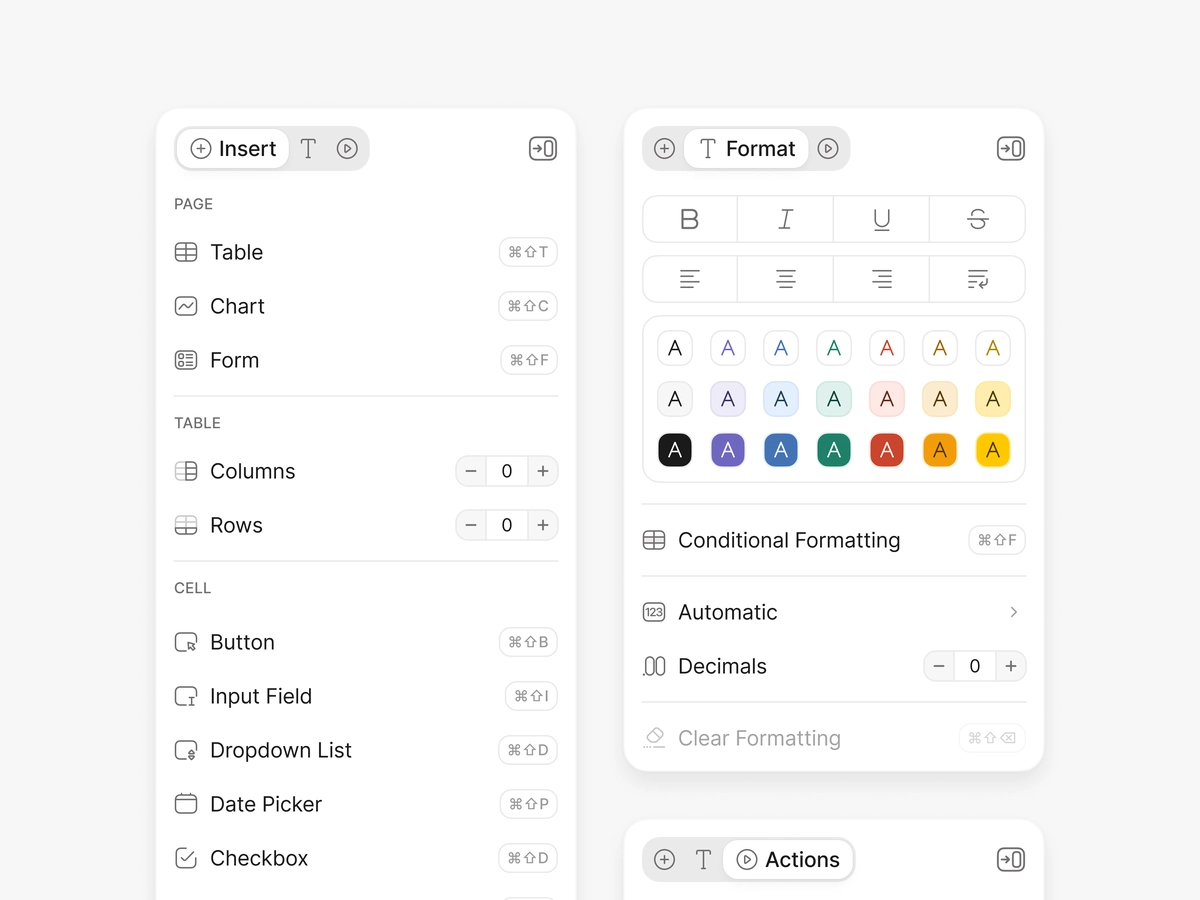 Insert
PAGE
Table ⌘⇧T
Chart ⌘⇧C
Form ⌘⇧F
TABLE
Columns − 0 +
Rows − 0 +
CELL
Button ⌘⇧B
Input Field ⌘⇧I
Dropdown List ⌘⇧D
Date Picker ⌘⇧P
Checkbox ⌘⇧D
Format
B I U S
A A A A A A A
A A A A A A A
A A A A A A A
Conditional Formatting ⌘⇧F
123 Automatic
Decimals − 0 +
Clear Formatting ⌘⇧⌫
Actions